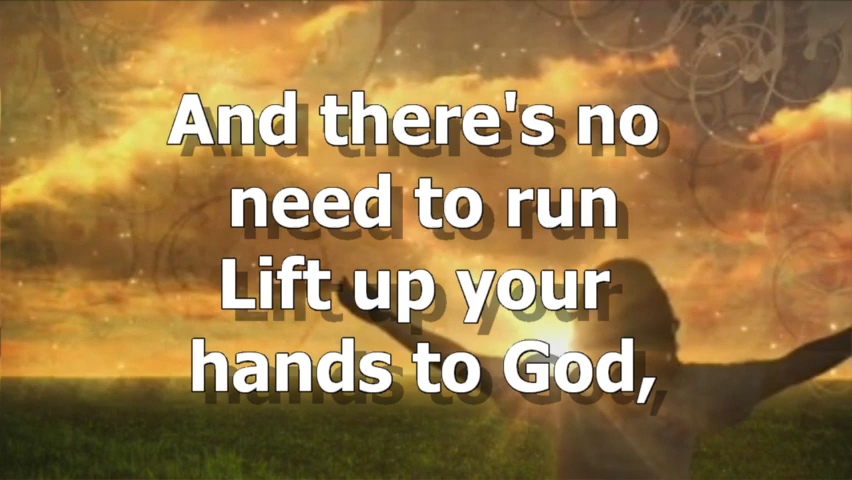 And there's no
need to run
Lift up your
hands to God,